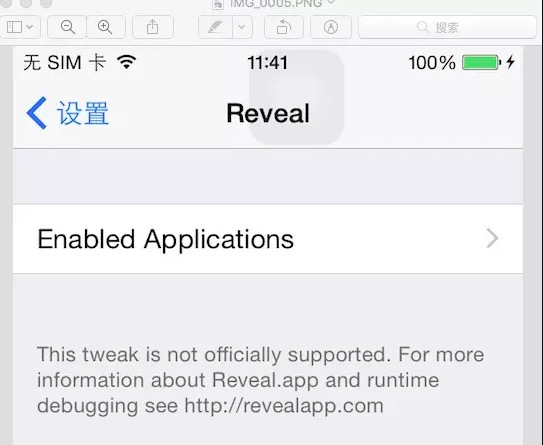 IMG_0005.PNG
搜索
无 SIM 卡 11:41 100%
设置 Reveal
Enabled Applications
This tweak is not officially supported. For more
information about Reveal.app and runtime
debugging see http://revealapp.com